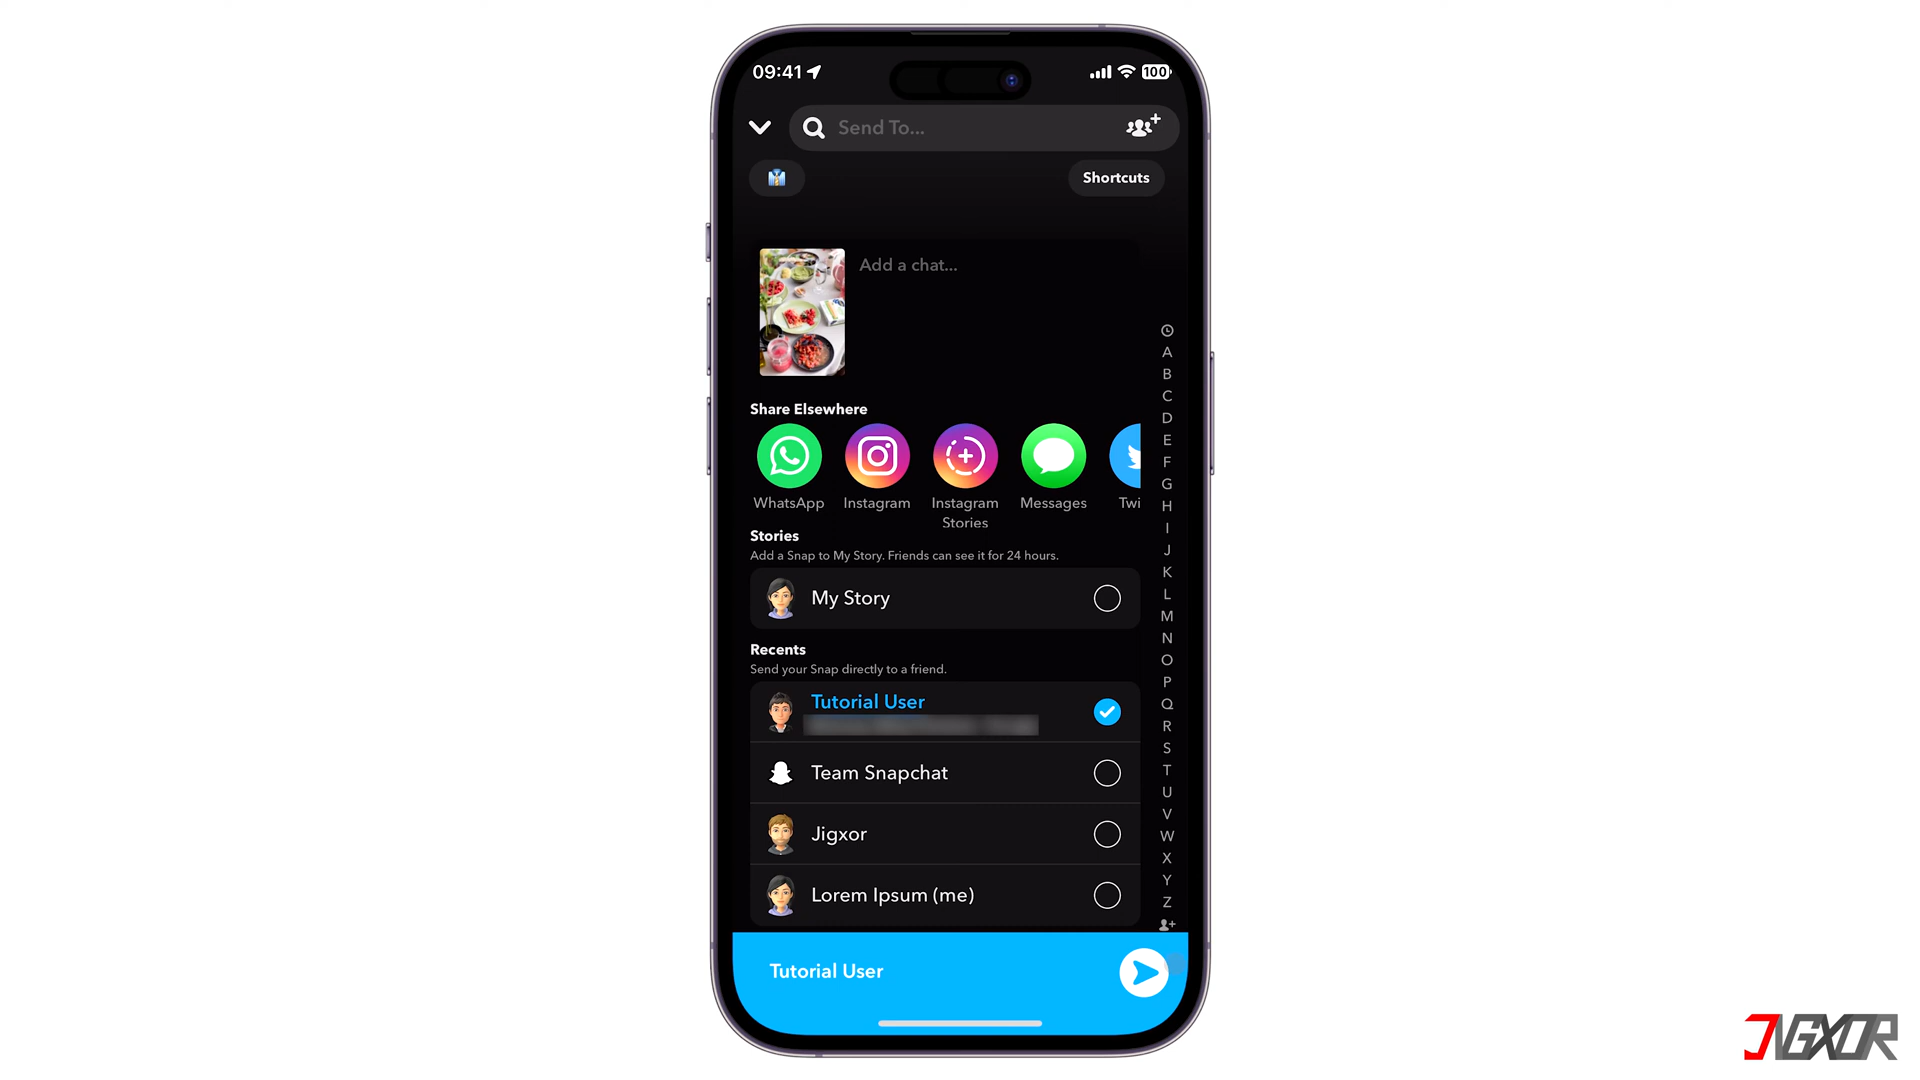 09:41
100
Send To...
Shortcuts
Add a chat...
Share Elsewhere
WhatsApp
Instagram
Instagram
Stories
Messages
Twi
Stories
Add a Snap to My Story. Friends can see it for 24 hours.
My Story
Recents
Send your Snap directly to a friend.
Tutorial User
Team Snapchat
Jigxor
Lorem Ipsum (me)
A
B
C
D
E
F
G
H
I
J
K
L
M
N
O
P
Q
R
S
T
U
V
W
X
Y
Z
Tutorial User
JIGXOR